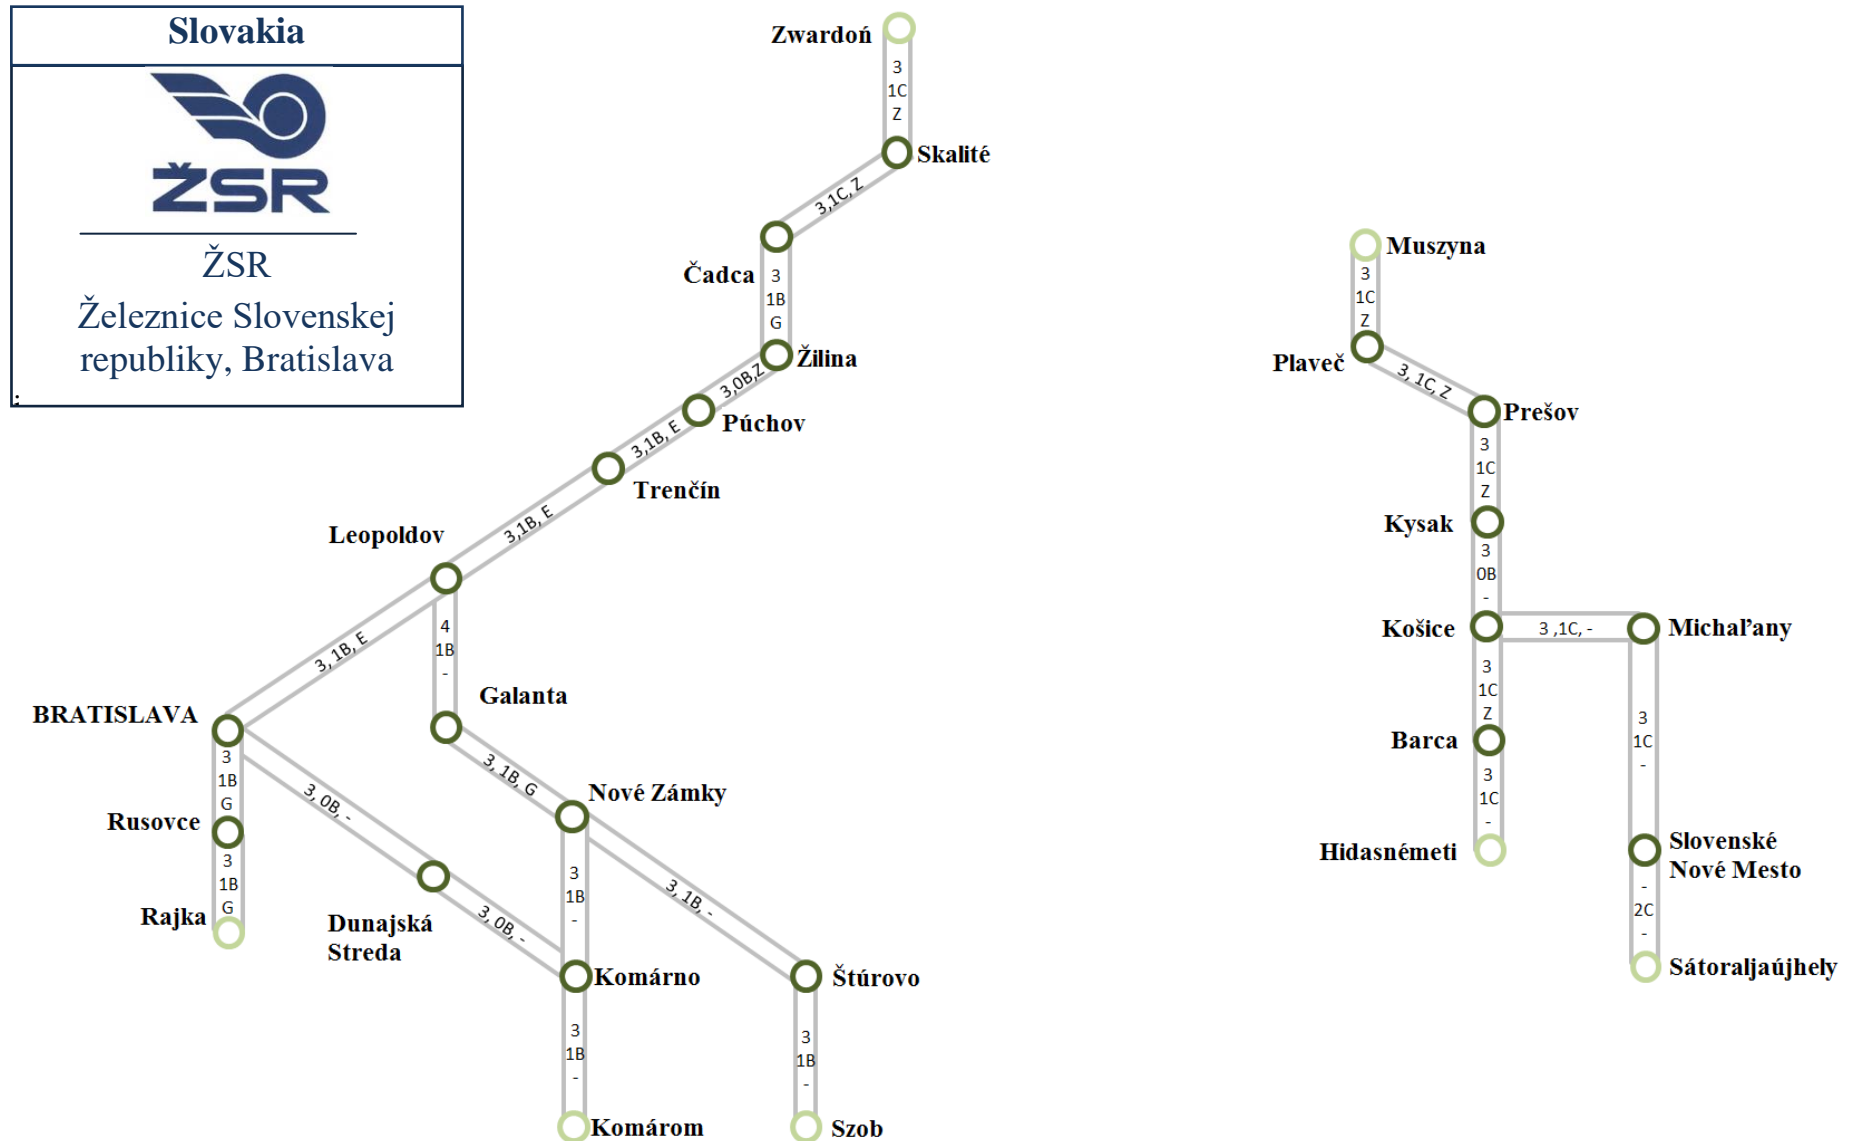 Slovakia
ŽSR
ŽSR
Železnice Slovenskej
republiky, Bratislava
:
Zwardoń
3
1C
Z
Skalité
3,1C, Z
Čadca
3
1B
G
Žilina
3,0B,Z
Púchov
3,1B, E
Trenčín
3,1B, E
Leopoldov
3, 1B, E
4
1B
-
Galanta
BRATISLAVA
3
1B
G
3, 1B, G
Nové Zámky
3, 0B, -
Rusovce
3
1B
G
Rajka
Dunajská
Streda
3, 0B, -
3
1B
-
3, 1B, -
Komárno
Štúrovo
3
1B
-
3
1B
-
Komárom
Szob
Muszyna
3
1C
Z
Plaveč
3, 1C, Z
Prešov
3
1C
Z
Kysak
3
0B
-
Košice
3 ,1C, -
Michaľany
3
1C
Z
Barca
3
1C
-
3
1C
-
Hidasnémeti
Slovenské
Nové Mesto
-
2C
-
Sátoraljaújhely